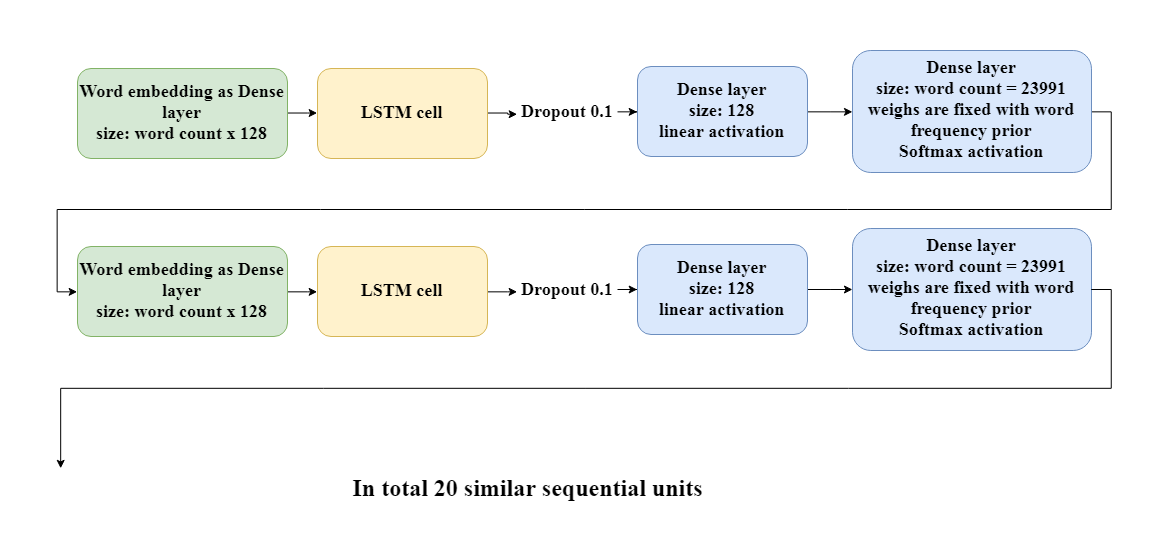 Word embedding as Dense
layer
size: word count x 128
LSTM cell
Dropout 0.1
Dense layer
size: 128
linear activation
Dense layer
size: word count = 23991
weighs are fixed with word
frequency prior
Softmax activation
Word embedding as Dense
layer
size: word count x 128
LSTM cell
Dropout 0.1
Dense layer
size: 128
linear activation
Dense layer
size: word count = 23991
weighs are fixed with word
frequency prior
Softmax activation
In total 20 similar sequential units